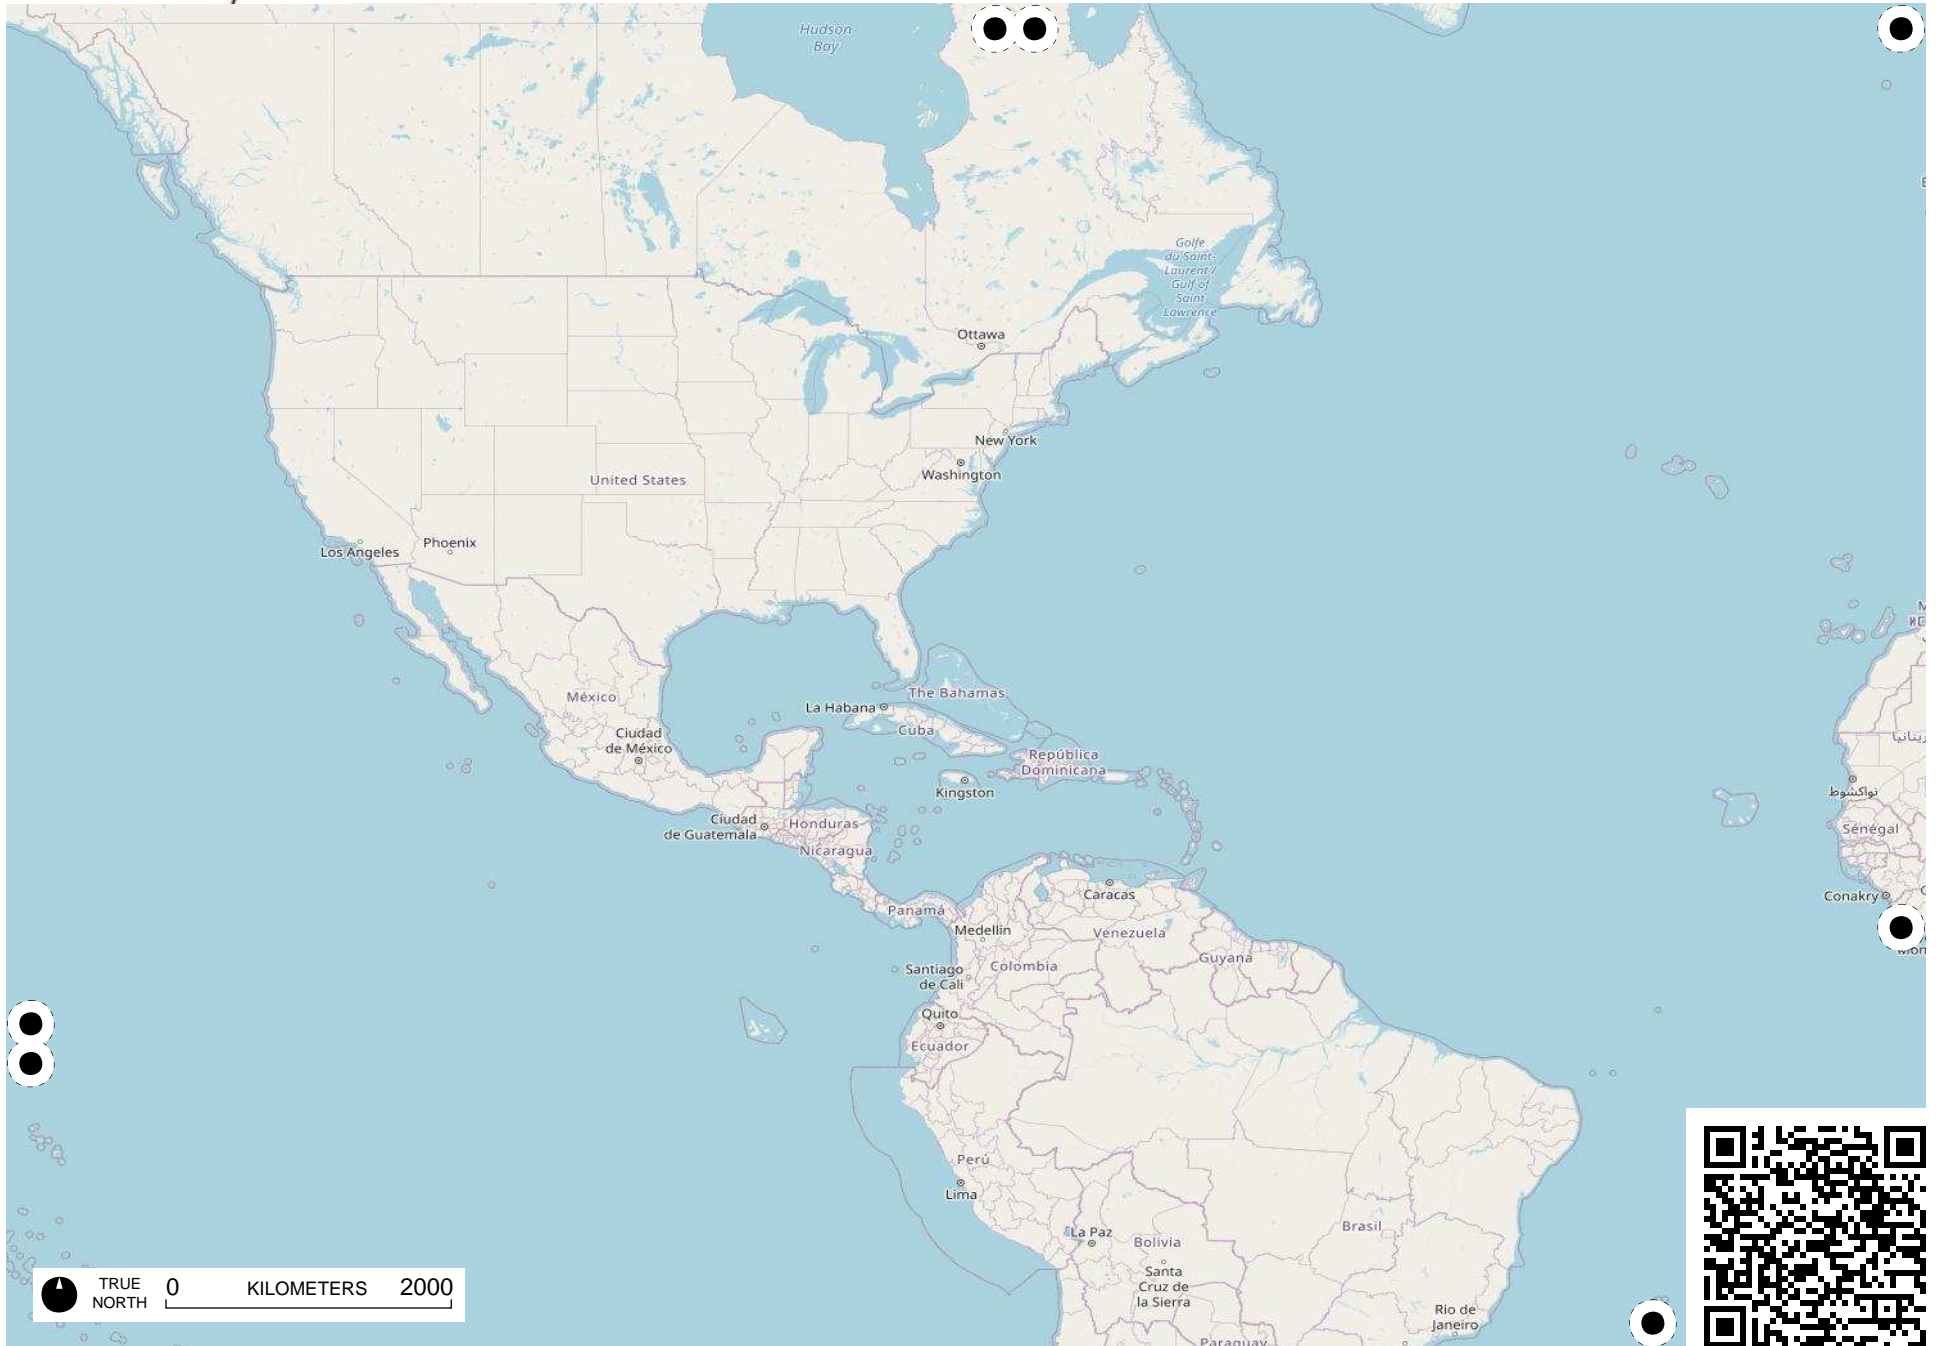 Hudson
Bay
Golfe
du Saint-
Laurent /
Gulf of
Saint
Lawrence
Ottawa
New York
Washington
United States
Los Angeles
Phoenix
México
Ciudad
de México
La Habana
The Bahamas
Cuba
República
Dominicana
Kingston
Ciudad
de Guatemala
Honduras
Nicaragua
Panamá
Caracas
Medellín
Venezuela
Guyana
Colombia
Santiago
de Cali
Quito
Ecuador
نواكشوط
Sénégal
Conakry
Perú
Lima
La Paz
Bolivia
Brasil
Santa
Cruz de
la Sierra
Rio de
Janeiro
Paraguay
TRUE
NORTH
0 KILOMETERS 2000